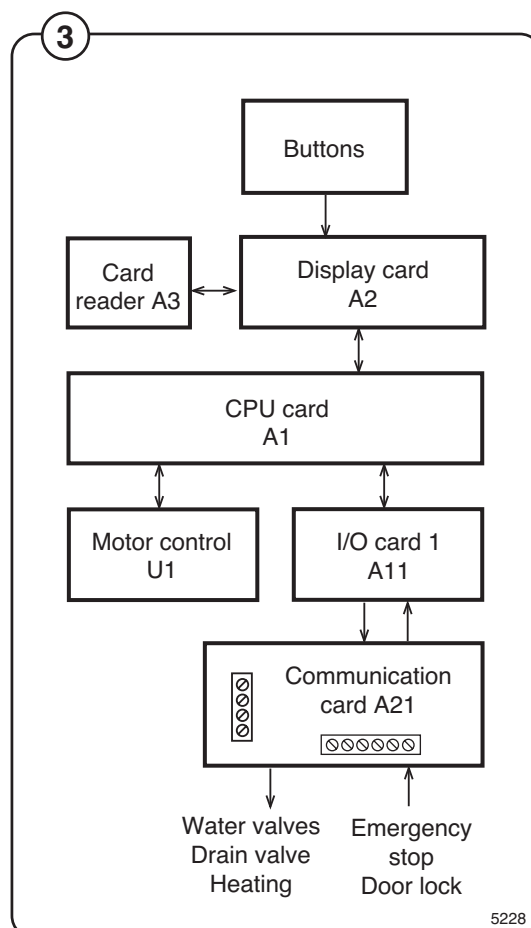 3
Buttons
Card
reader A3
Display card
A2
CPU card
A1
Motor control
U1
I/O card 1
A11
Communication
card A21
Water valves
Drain valve
Heating
Emergency
stop
Door lock
5228